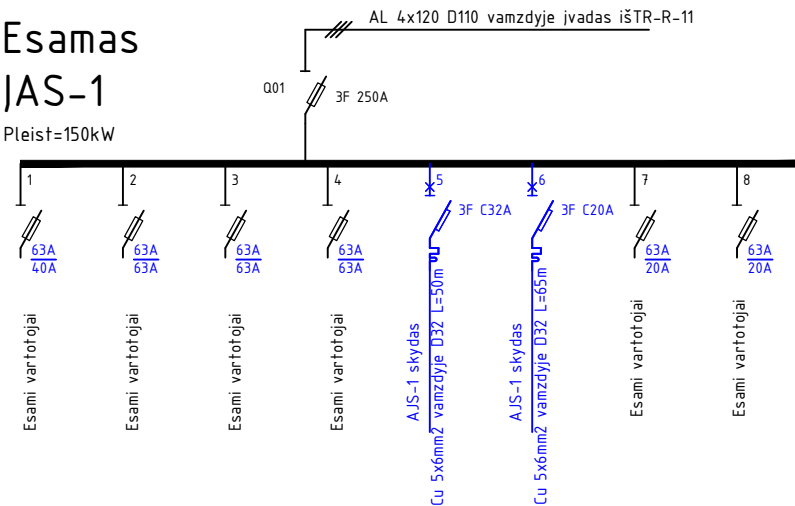 Esamas
JAS-1
Pleist=150kW
AL 4x120 D110 vamzdyje įvadas išTR-R-11
Q01
3F 250A
1
2
3
4
5
6
7
8
3F C32A
3F C20A
63A
40A
63A
63A
63A
63A
63A
63A
63A
20A
63A
20A
Esami vartotojai
Esami vartotojai
Esami vartotojai
Esami vartotojai
AJS-1 skydas
Cu 5x6mm2 vamzdyje D32 L=50m
AJS-1 skydas
Cu 5x6mm2 vamzdyje D32 L=65m
Esami vartotojai
Esami vartotojai